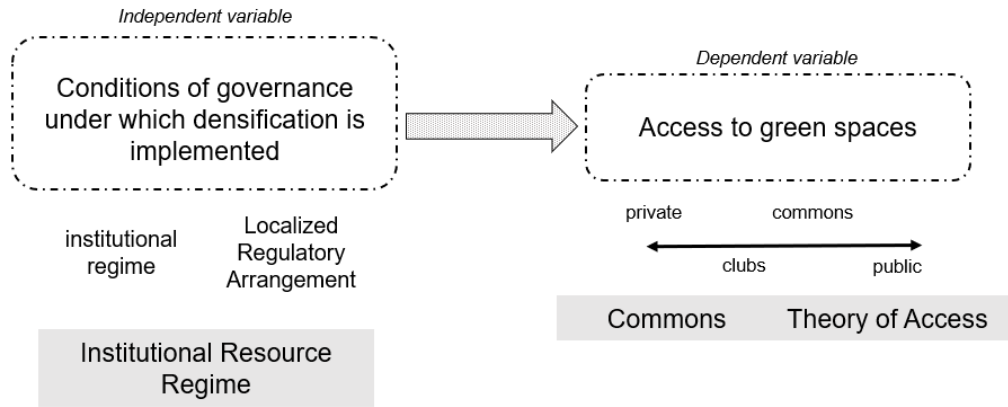 Independent variable
Conditions of governance
under which densification is
implemented
institutional
regime
Localized
Regulatory
Arrangement
Institutional Resource
Regime
Dependent variable
Access to green spaces
private
commons
clubs
public
Commons
Theory of Access